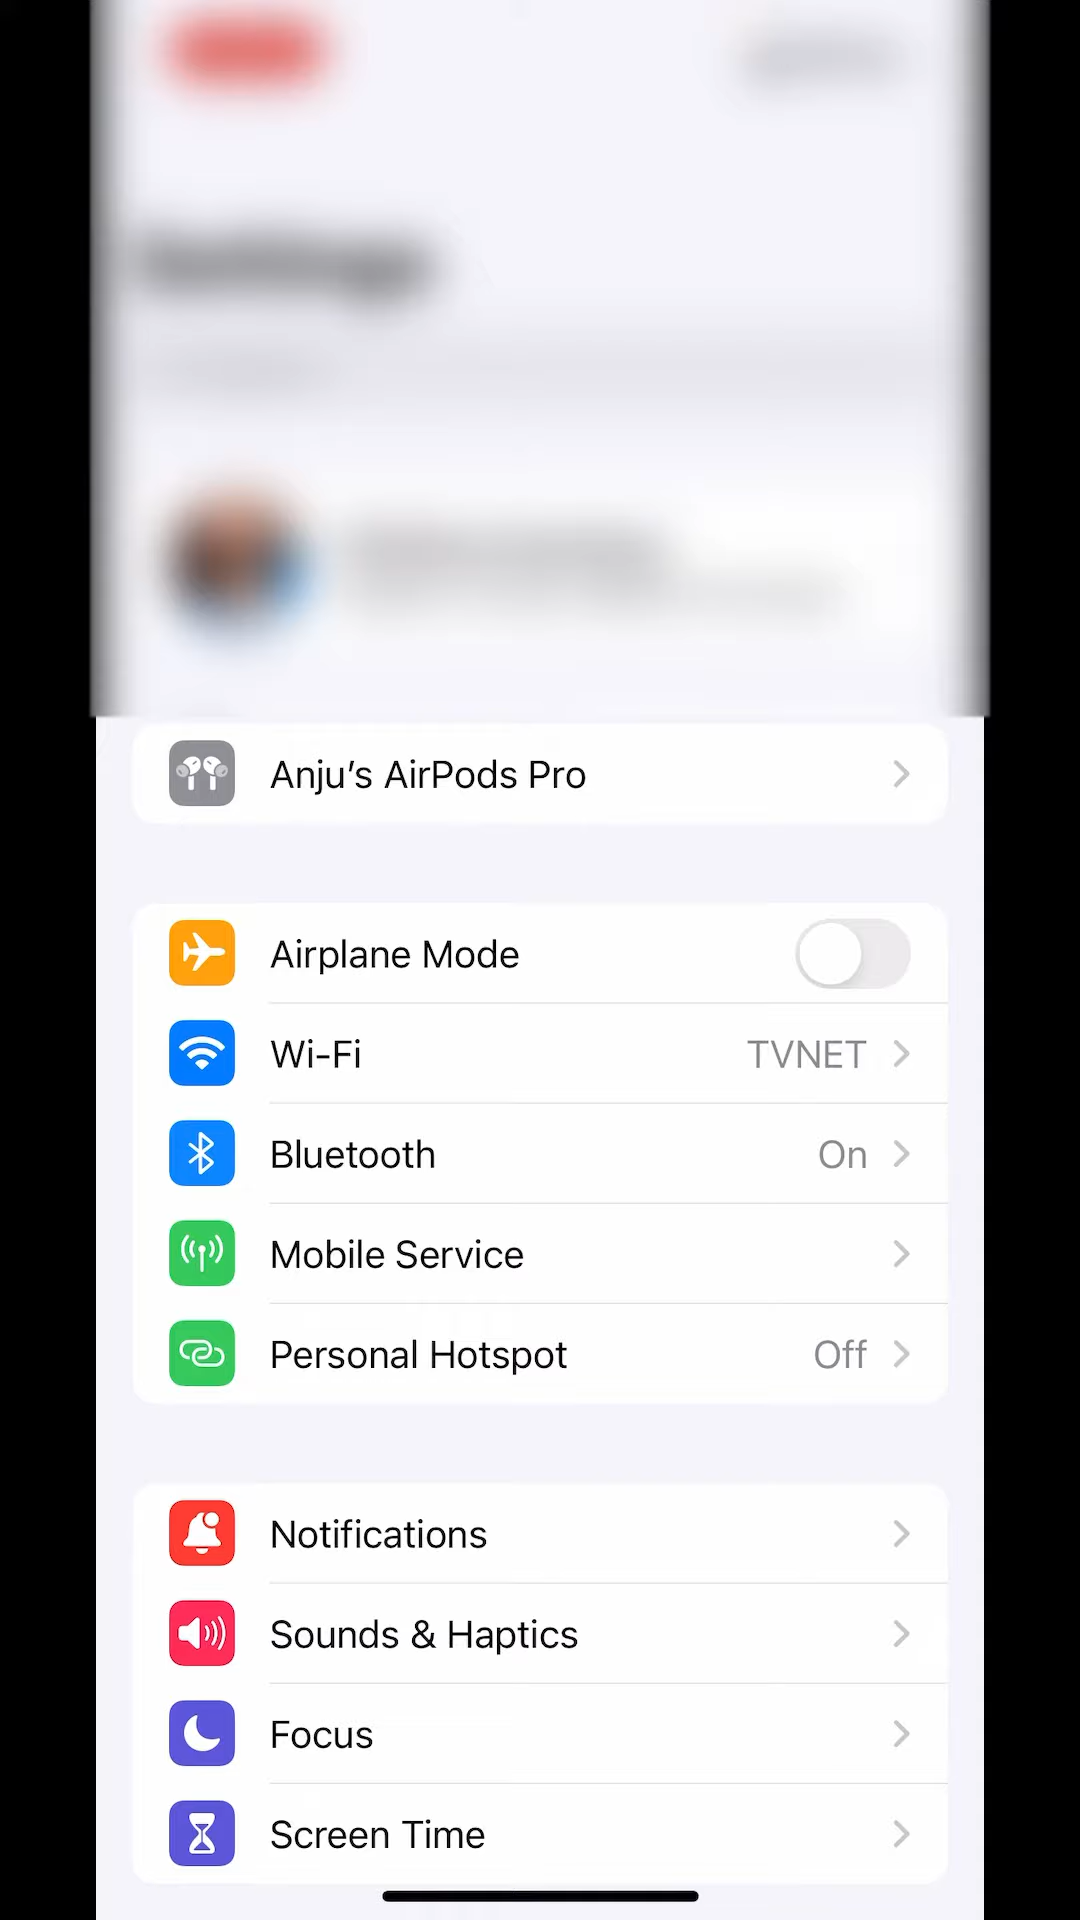 Anju's AirPods Pro
Airplane Mode
Wi-Fi TVNET
Bluetooth On
Mobile Service
Personal Hotspot Off
Notifications
Sounds & Haptics
Focus
Screen Time